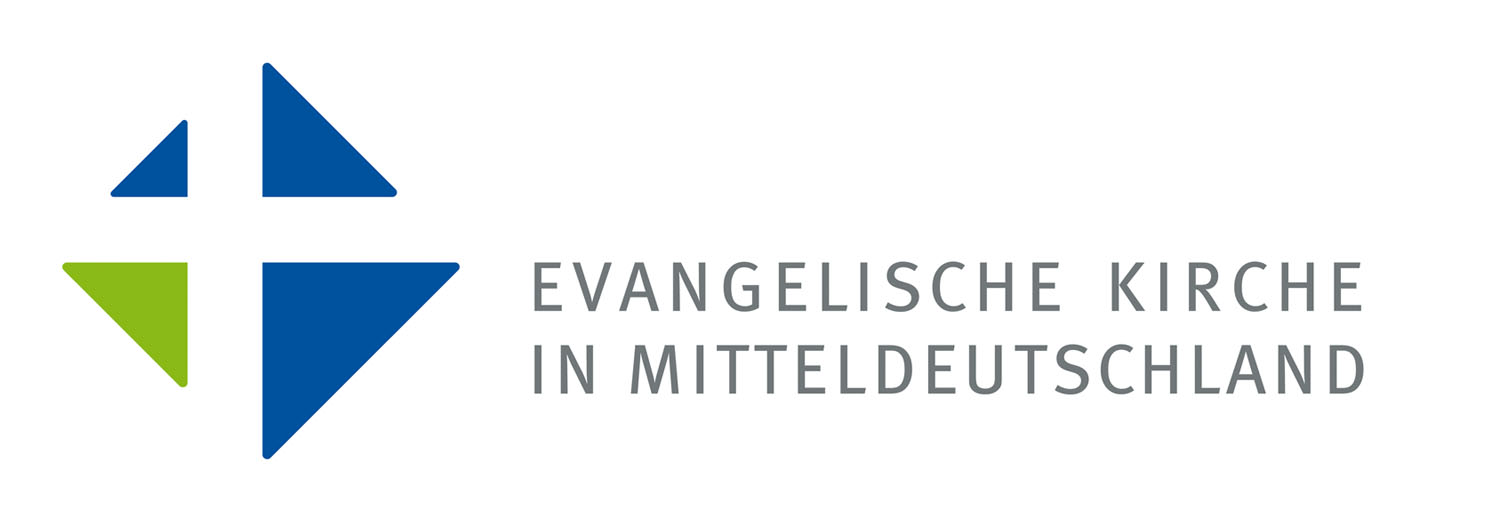 EVANGELISCHE KIRCHE
IN MITTELDEUTSCHLAND